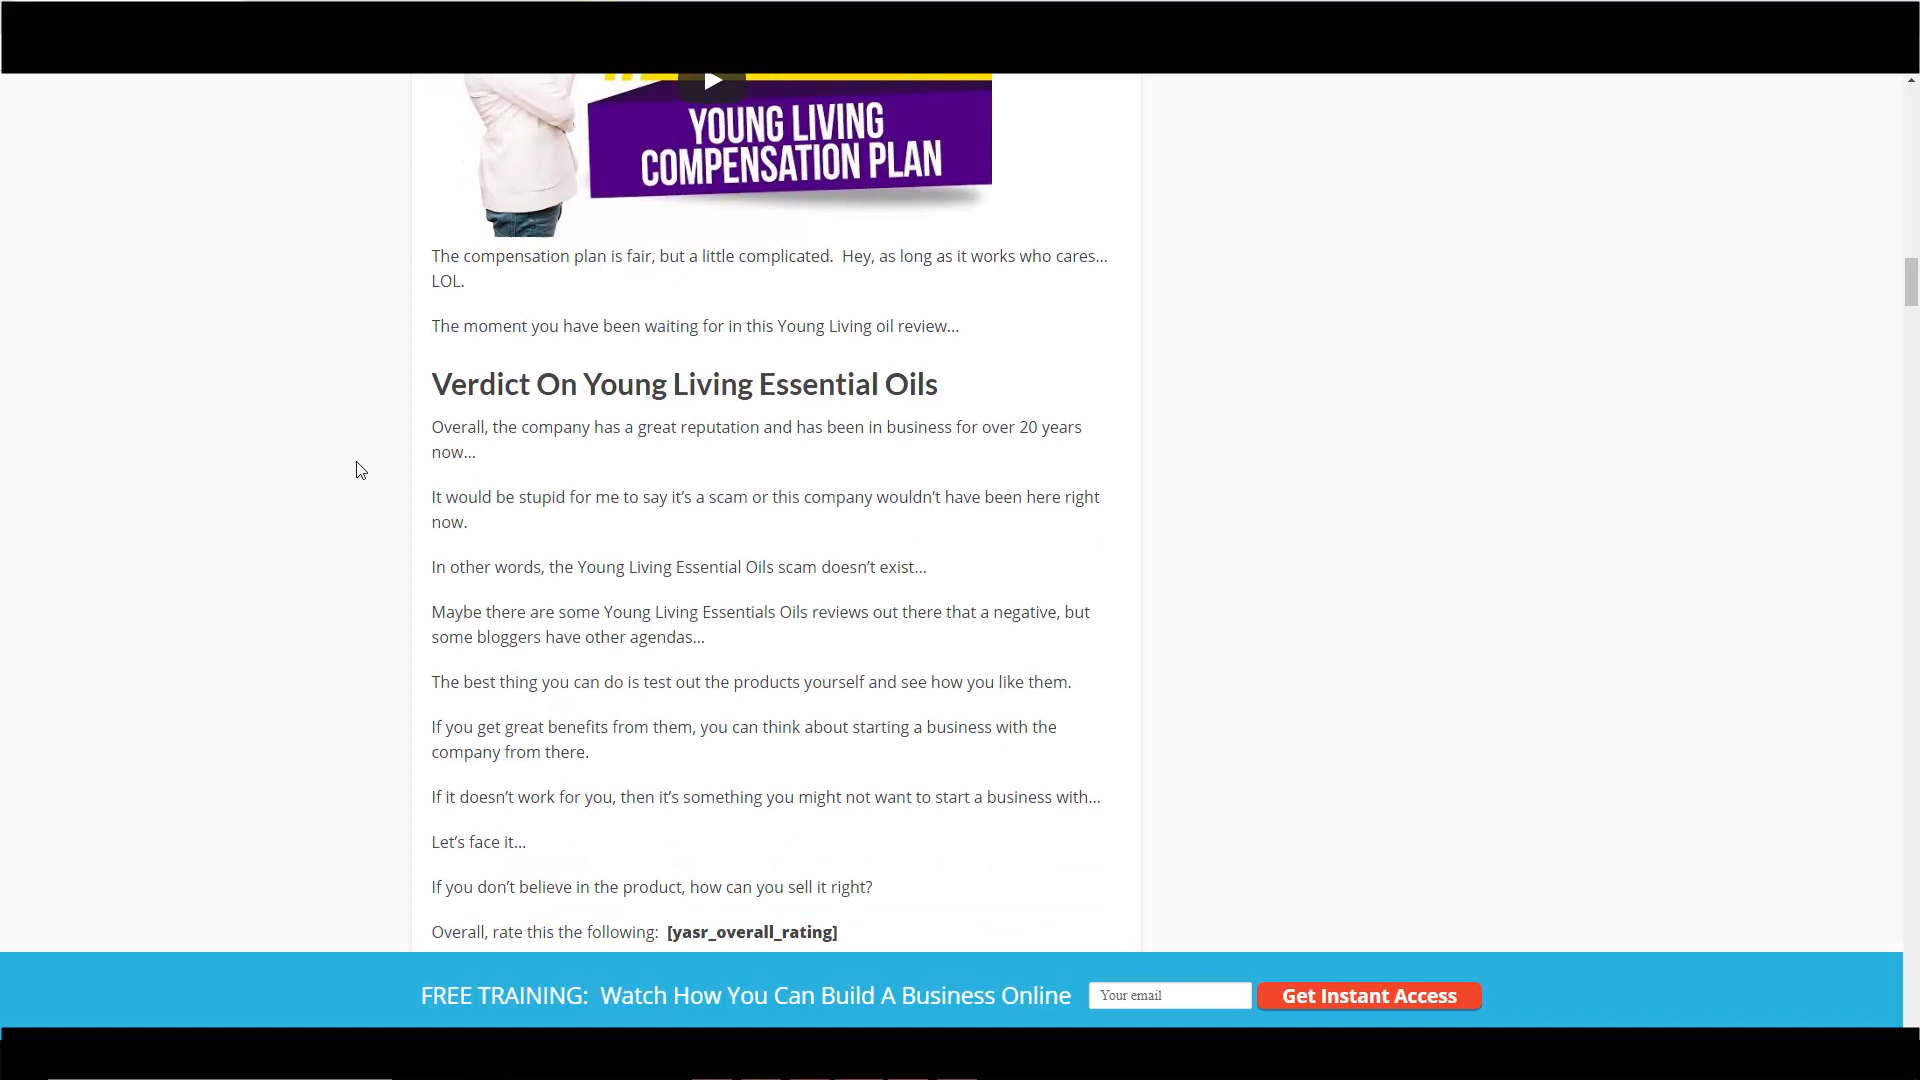 YOUNG LIVING
COMPENSATION PLAN
The compensation plan is fair, but a little complicated.  Hey, as long as it works who cares…
LOL.
The moment you have been waiting for in this Young Living oil review…
Verdict On Young Living Essential Oils
Overall, the company has a great reputation and has been in business for over 20 years
now…
It would be stupid for me to say it’s a scam or this company wouldn’t have been here right
now.
In other words, the Young Living Essential Oils scam doesn’t exist…
Maybe there are some Young Living Essentials Oils reviews out there that a negative, but
some bloggers have other agendas…
The best thing you can do is test out the products yourself and see how you like them.
If you get great benefits from them, you can think about starting a business with the
company from there.
If it doesn’t work for you, then it’s something you might not want to start a business with…
Let’s face it…
If you don’t believe in the product, how can you sell it right?
Overall, rate this the following:  [yasr_overall_rating]
FREE TRAINING:  Watch How You Can Build A Business Online
Your email
Get Instant Access